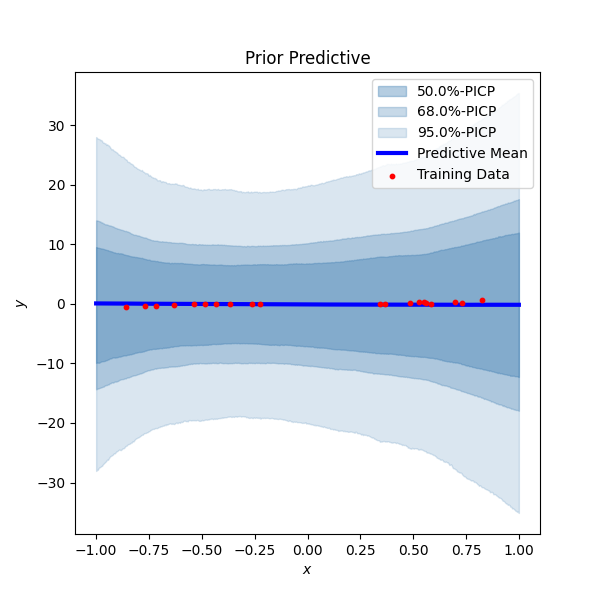 Prior Predictive
50.0%-PICP
68.0%-PICP
95.0%-PICP
Predictive Mean
Training Data
30
20
10
0
−10
−20
−30
y
−1.00 −0.75 −0.50 −0.25 0.00 0.25 0.50 0.75 1.00
x